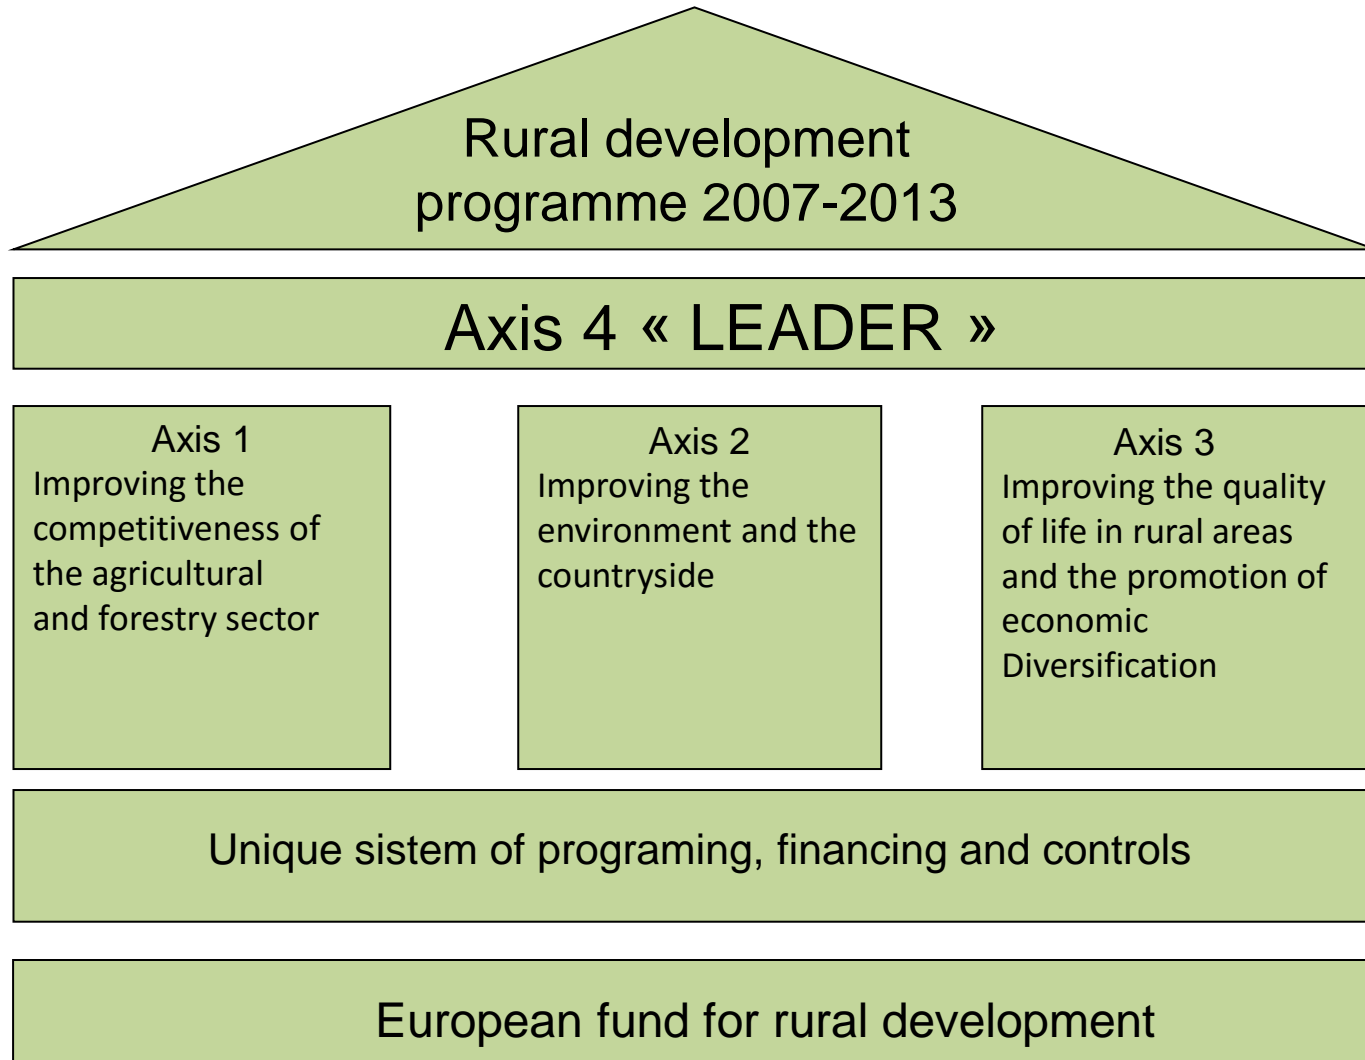 Rural development
programme 2007-2013
Axis 4 « LEADER »
Axis 1
Improving the
competitiveness of
the agricultural
and forestry sector
Axis 2
Improving the
environment and the
countryside
Axis 3
Improving the quality
of life in rural areas
and the promotion of
economic
Diversification
Unique sistem of programing, financing and controls
European fund for rural development